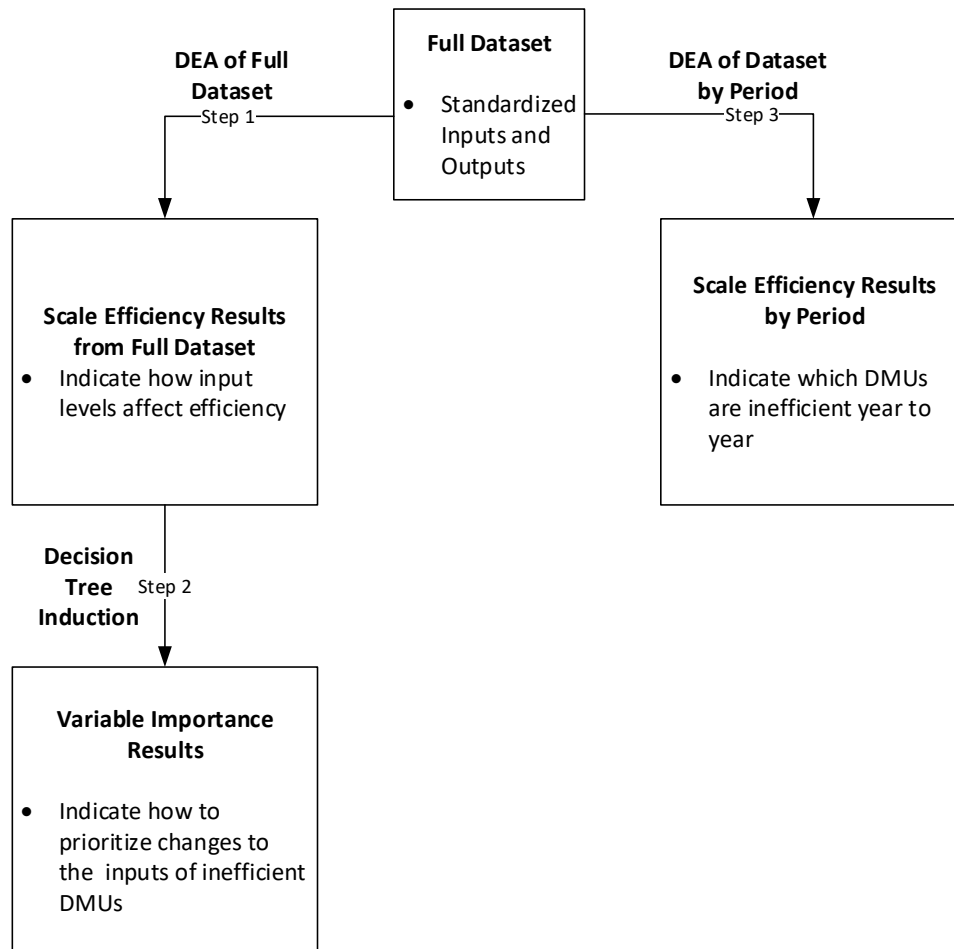 DEA of Full
Dataset
Step 1
Full Dataset
• Standardized
Inputs and
Outputs
DEA of Dataset
by Period
Step 3
Scale Efficiency Results
from Full Dataset
• Indicate how input
levels affect efficiency
Scale Efficiency Results
by Period
• Indicate which DMUs
are inefficient year to
year
Decision
Tree
Induction
Step 2
Variable Importance
Results
• Indicate how to
prioritize changes to
the inputs of inefficient
DMUs